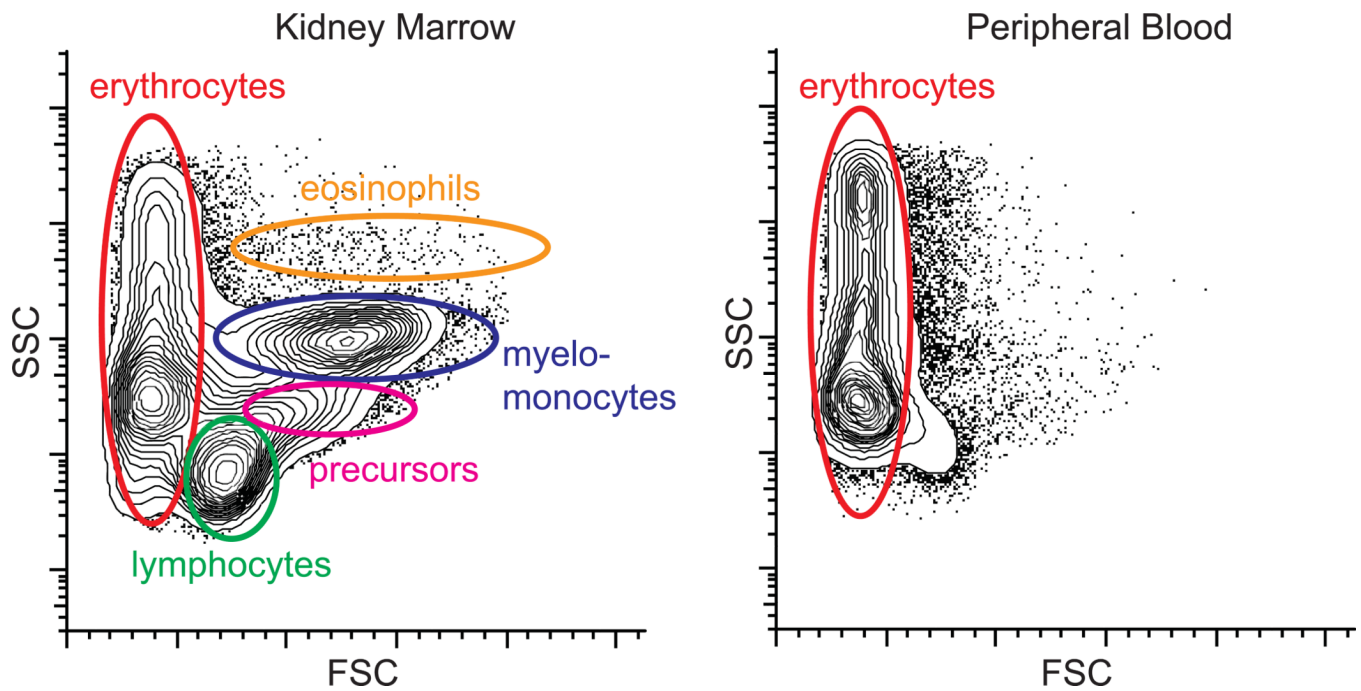 Kidney Marrow
erythrocytes
eosinophils
myelo-
monocytes
precursors
lymphocytes
SSC
FSC
Peripheral Blood
erythrocytes
SSC
FSC